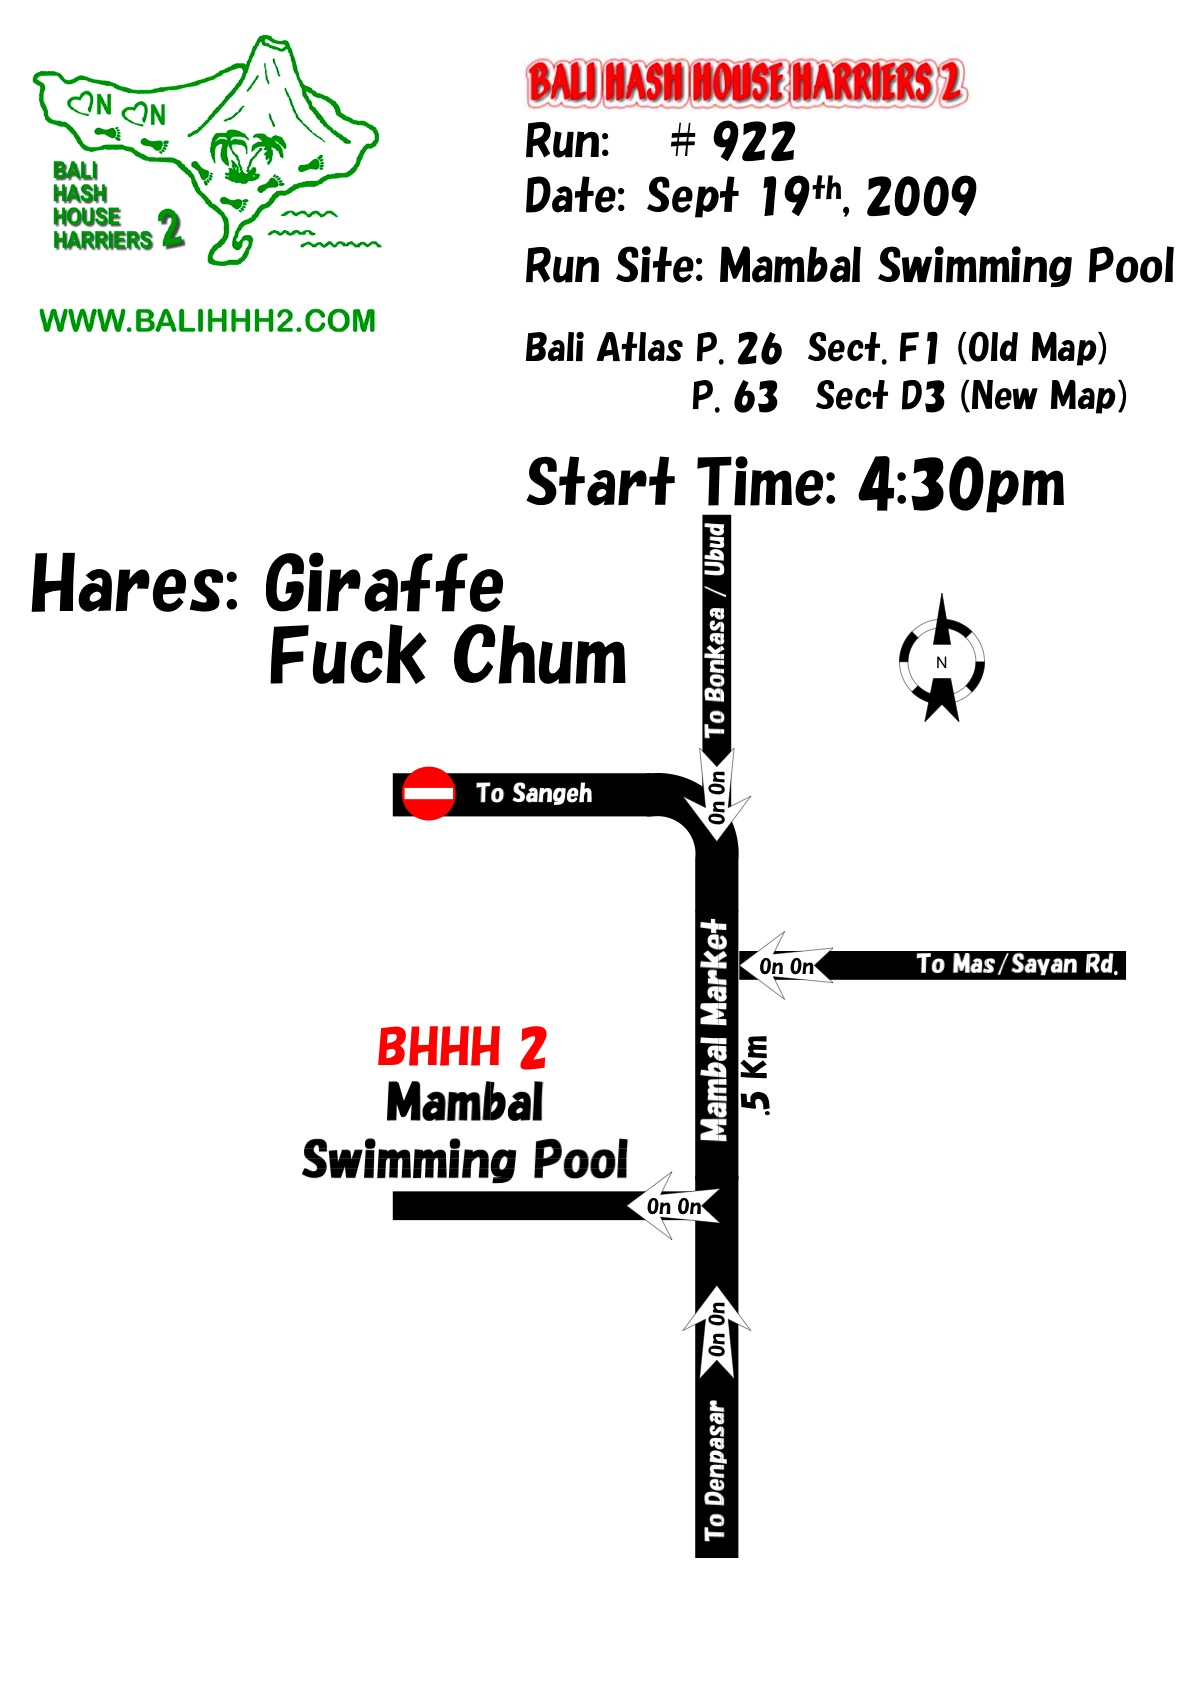 ON ON
BALI
HASH
HOUSE
HARRIERS 2
WWW.BALIHHH2.COM
BALI HASH HOUSE HARRIERS 2
Run: # 922
Date: Sept 19th, 2009
Run Site: Mambal Swimming Pool
Bali Atlas P. 26 Sect. F1 (Old Map)
P. 63 Sect D3 (New Map)
Start Time: 4:30pm
Hares: Giraffe
Fuck Chum
To Bonkasa / Ubud
N
On On
To Sangeh
Mambal Market
On On
To Mas/Sayan Rd.
.5 Km
BHHH 2
Mambal
Swimming Pool
On On
On On
To Denpasar